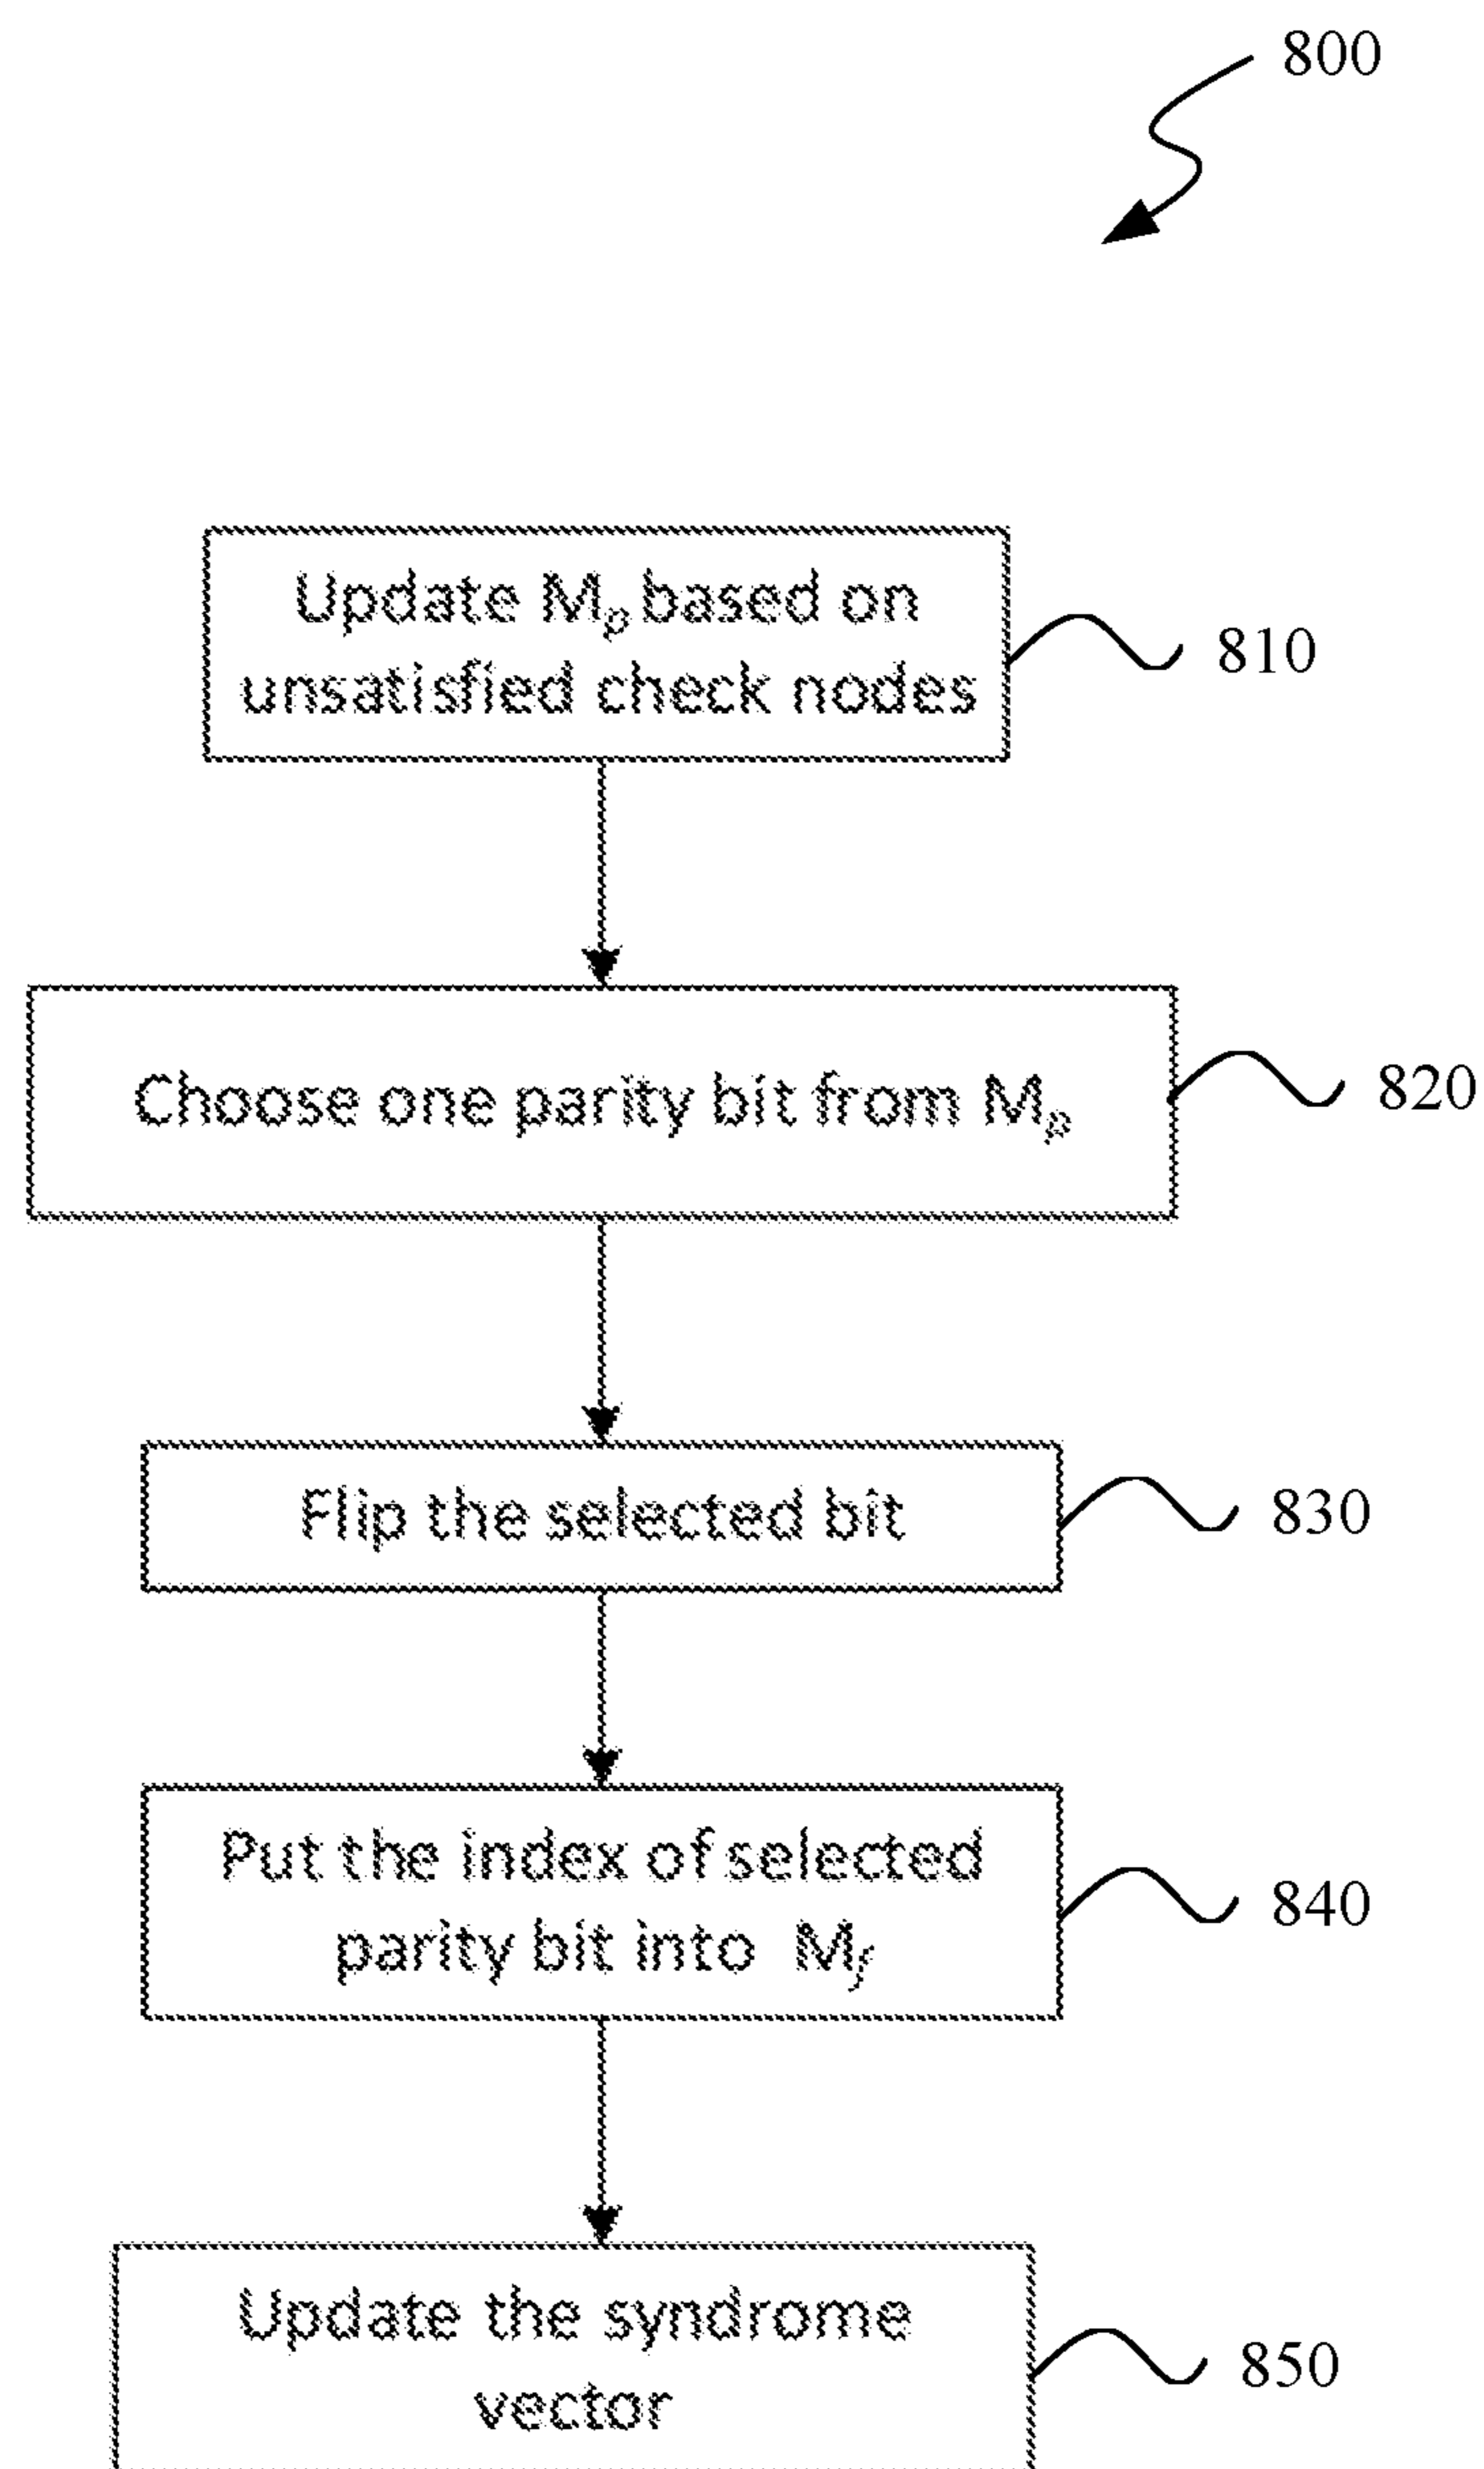 800
Update Mp based on
unsatisfied check nodes
810
Choose one parity bit from Mp
820
Flip the selected bit
830
Put the index of selected
parity bit into Mf
840
Update the syndrome
vector
850